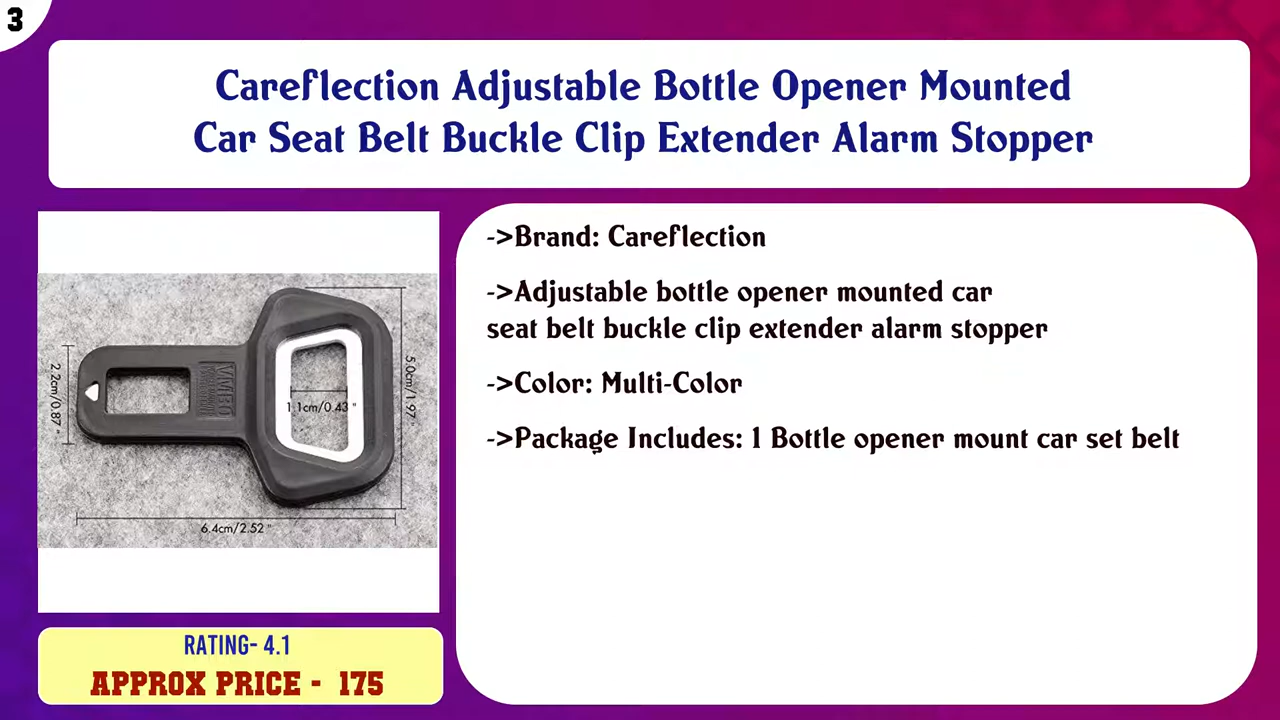 3
Careflection Adjustable Bottle Opener Mounted
Car Seat Belt Buckle Clip Extender Alarm Stopper
->Brand: Careflection
->Adjustable bottle opener mounted car
seat belt buckle clip extender alarm stopper
->Color: Multi-Color
->Package Includes: 1 Bottle opener mount car set belt
2.2cm/0.87 "
1.1cm/0.43 "
5.0cm/1.97 "
6.4cm/2.52 "
RATING- 4.1
APPROX PRICE - 175